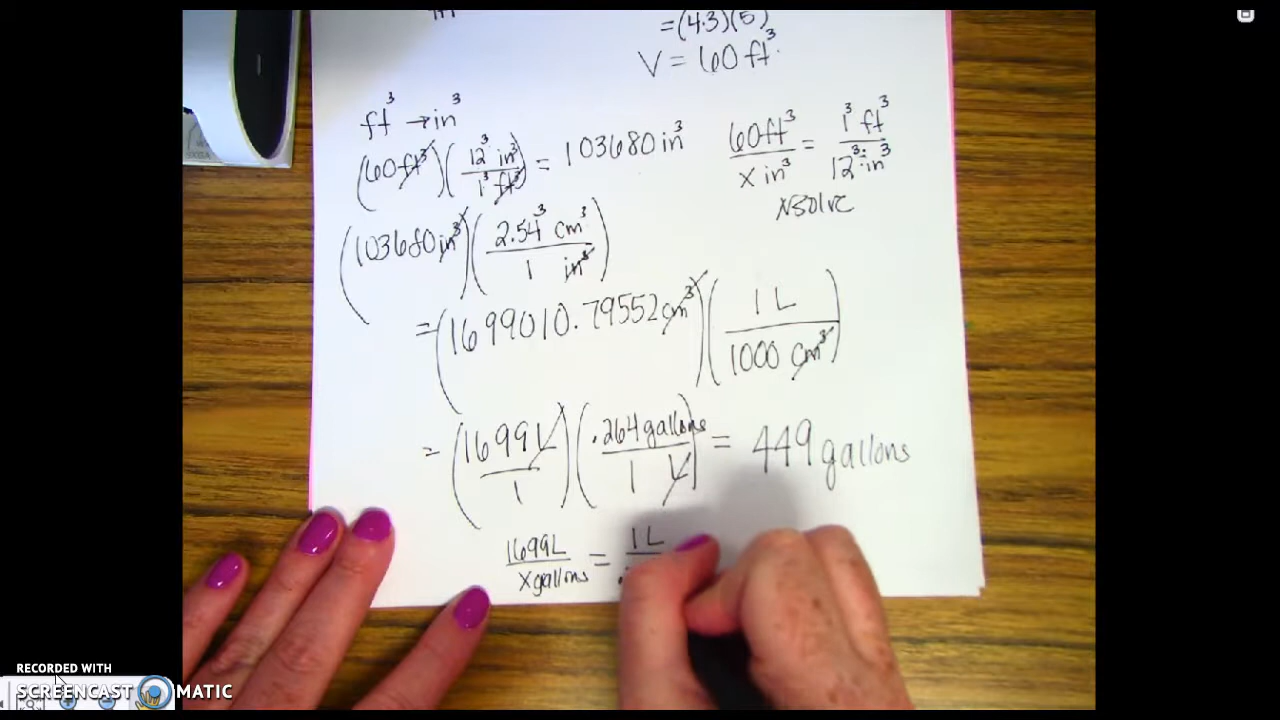 = (4·3)(5)
V = 60 ft³
ft³ → in³
(60 ft³)(12³ in³ / 1³ ft³) = 103680 in³
60 ft³ / x in³ = 1³ ft³ / 12³ in³
solve
(103680 in³)(2.54³ cm³ / 1 in³)
= (1699010.79552 cm³)(1 L / 1000 cm³)
= (1699 L / 1)(.264 gallons / 1 L) = 449 gallons
1699 L / x gallons = 1 L
RECORDED WITH
SCREENCAST MATIC